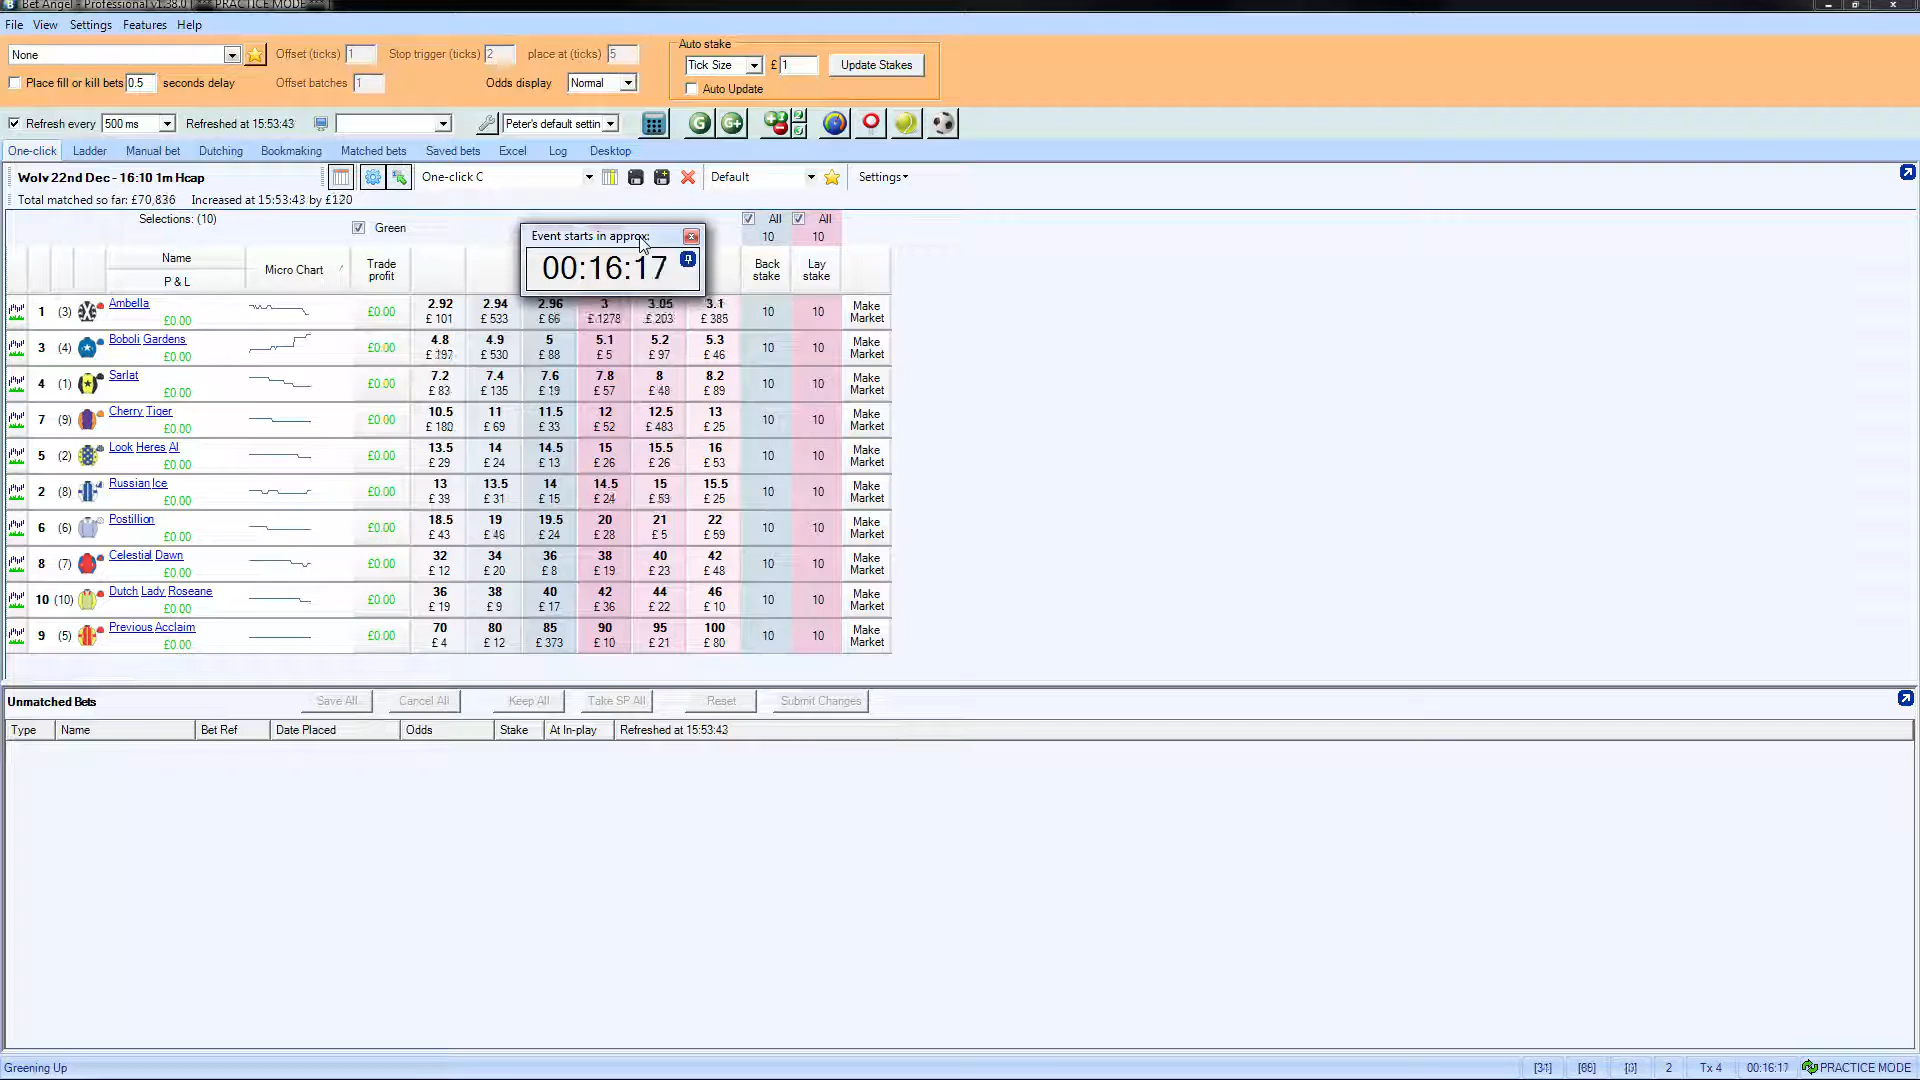 Bet Angel - Professional v1.38.0 [ *** PRACTICE MODE *** ]
File View Settings Help Features
None Offset (ticks) 1 Stop trigger (ticks) 2 place at (ticks) 5 Auto stake Tick Size £ 1 Update Stakes
Place fill or kill bets 0.5 seconds delay Offset batches 1 Odds display Normal Auto Update
Refresh every 500 ms Refreshed at 15:53:43 Peter's default settin
One-click Ladder Manual bet Dutching Bookmaking Matched bets Saved bets Excel Log Desktop
Wolv 22nd Dec - 16:10 1m Hcap One-click C Default Settings
Total matched so far: £70,836 Increased at 15:53:43 by £120
Selections: (10) Green All All
Event starts in approx: 10 10
00:16:17
Name P & L Micro Chart Trade profit Back stake Lay stake
1 (3) Ambella £0.00 £0.00 2.92 2.94 2.96 3 3.05 3.1 10 10 Make Market
£ 101 £ 533 £ 66 £ 1278 £ 203 £ 385
3 (4) Boboli Gardens £0.00 £0.00 4.8 4.9 5 5.1 5.2 5.3 10 10 Make Market
£ 197 £ 530 £ 88 £ 5 £ 97 £ 46
4 (1) Sarlat £0.00 £0.00 7.2 7.4 7.6 7.8 8 8.2 10 10 Make Market
£ 83 £ 135 £ 19 £ 57 £ 48 £ 89
7 (9) Cherry Tiger £0.00 £0.00 10.5 11 11.5 12 12.5 13 10 10 Make Market
£ 180 £ 69 £ 33 £ 52 £ 483 £ 25
5 (2) Look Heres Al £0.00 £0.00 13.5 14 14.5 15 15.5 16 10 10 Make Market
£ 29 £ 24 £ 13 £ 26 £ 26 £ 53
2 (8) Russian Ice £0.00 £0.00 13 13.5 14 14.5 15 15.5 10 10 Make Market
£ 39 £ 31 £ 15 £ 24 £ 53 £ 25
6 (6) Postillion £0.00 £0.00 18.5 19 19.5 20 21 22 10 10 Make Market
£ 43 £ 46 £ 24 £ 28 £ 5 £ 59
8 (7) Celestial Dawn £0.00 £0.00 32 34 36 38 40 42 10 10 Make Market
£ 12 £ 20 £ 8 £ 19 £ 23 £ 48
10 (10) Dutch Lady Roseane £0.00 £0.00 36 38 40 42 44 46 10 10 Make Market
£ 19 £ 9 £ 17 £ 36 £ 22 £ 10
9 (5) Previous Acclaim £0.00 £0.00 70 80 85 90 95 100 10 10 Make Market
£ 4 £ 12 £ 373 £ 10 £ 21 £ 80
Unmatched Bets Save All Cancel All Keep All Take SP All Reset Submit Changes
Type Name Bet Ref Date Placed Odds Stake At In-play Refreshed at 15:53:43
Greening Up [31] [66] [0] 2 Tx 4 00:16:17 PRACTICE MODE